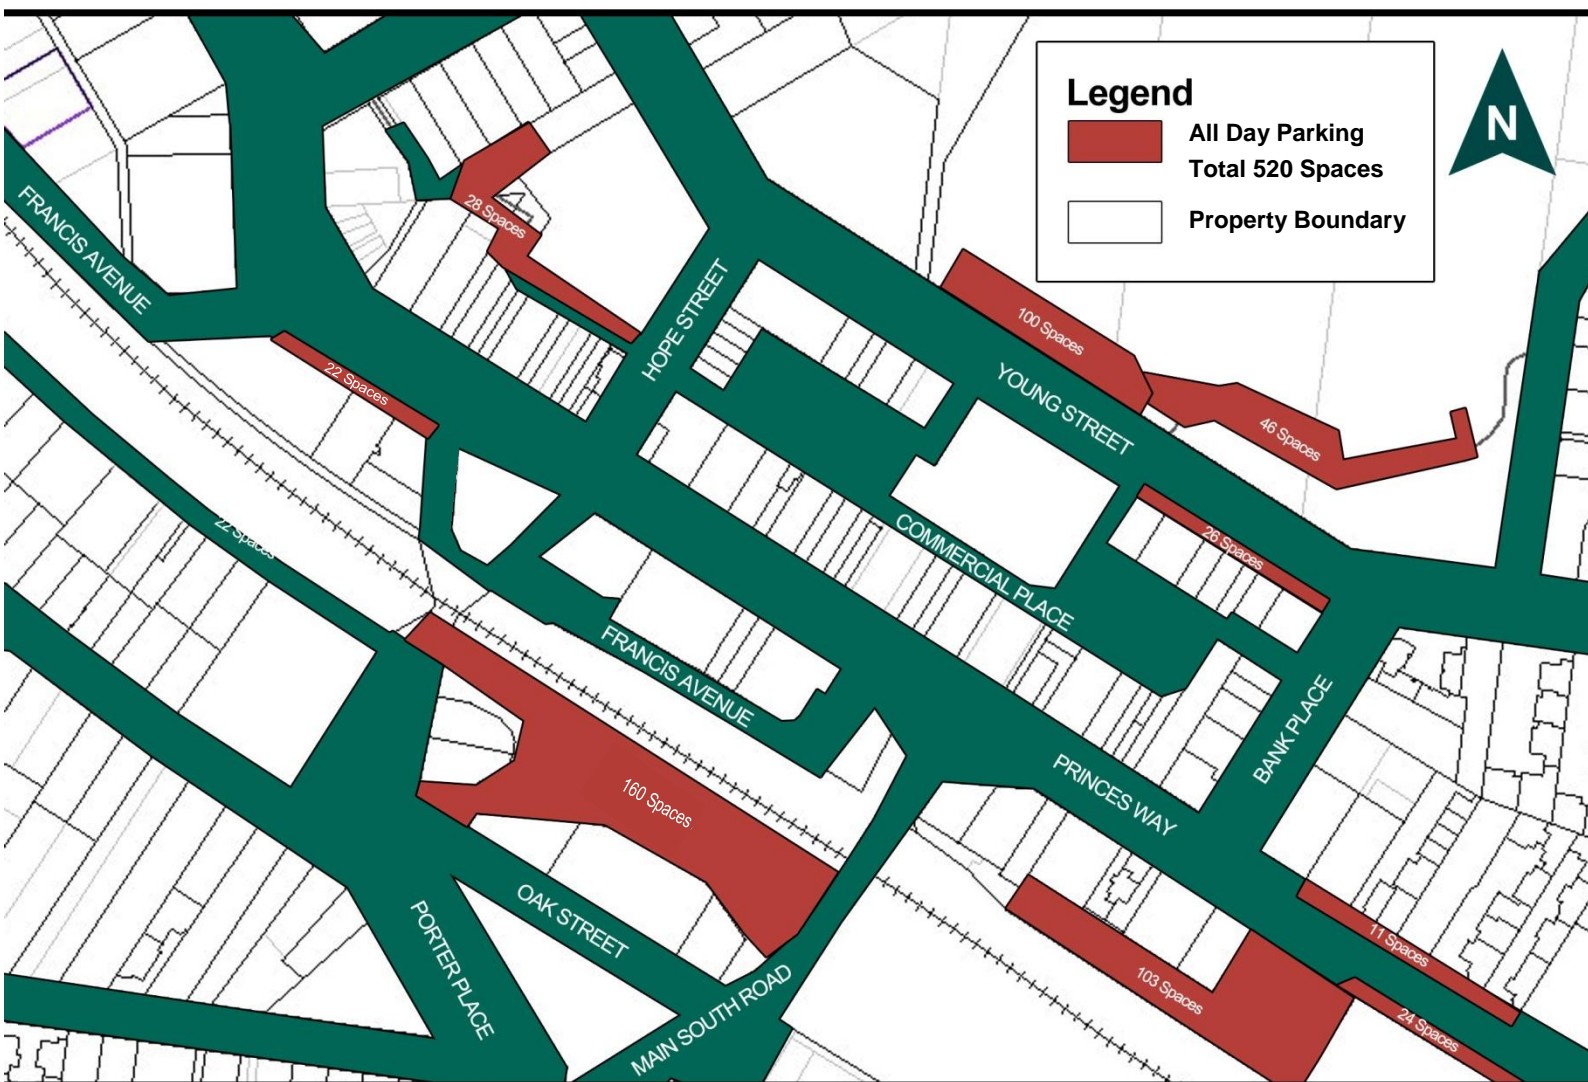 Legend
All Day Parking
Total 520 Spaces
Property Boundary
N
FRANCIS AVENUE
28 Spaces
HOPE STREET
100 Spaces
22 Spaces
YOUNG STREET
46 Spaces
22 Spaces
COMMERCIAL PLACE
26 Spaces
FRANCIS AVENUE
BANK PLACE
160 Spaces
PRINCES WAY
OAK STREET
PORTER PLACE
MAIN SOUTH ROAD
103 Spaces
11 Spaces
24 Spaces